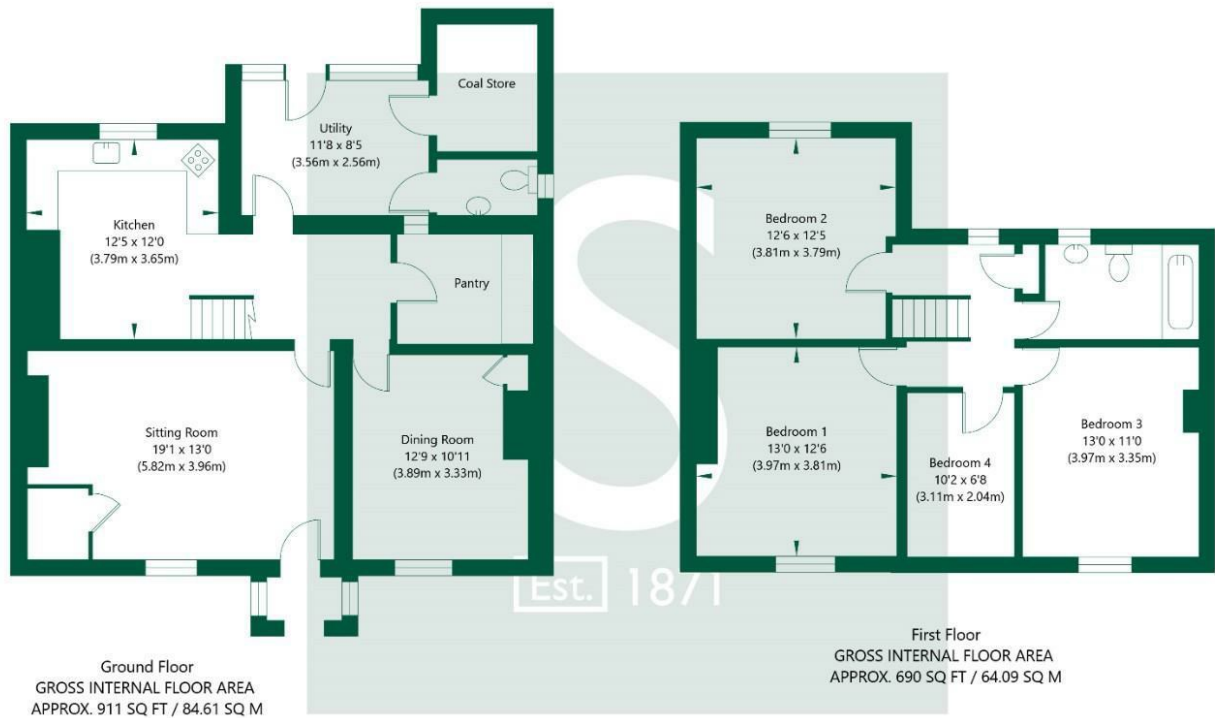 Coal Store
Utility
11'8 x 8'5
(3.56m x 2.56m)
Kitchen
12'5 x 12'0
(3.79m x 3.65m)
Pantry
Sitting Room
19'1 x 13'0
(5.82m x 3.96m)
Dining Room
12'9 x 10'11
(3.89m x 3.33m)
Bedroom 2
12'6 x 12'5
(3.81m x 3.79m)
Bedroom 1
13'0 x 12'6
(3.97m x 3.81m)
Bedroom 4
10'2 x 6'8
(3.11m x 2.04m)
Bedroom 3
13'0 x 11'0
(3.97m x 3.35m)
S
Est. 1871
Ground Floor
GROSS INTERNAL FLOOR AREA
APPROX. 911 SQ FT / 84.61 SQ M
First Floor
GROSS INTERNAL FLOOR AREA
APPROX. 690 SQ FT / 64.09 SQ M